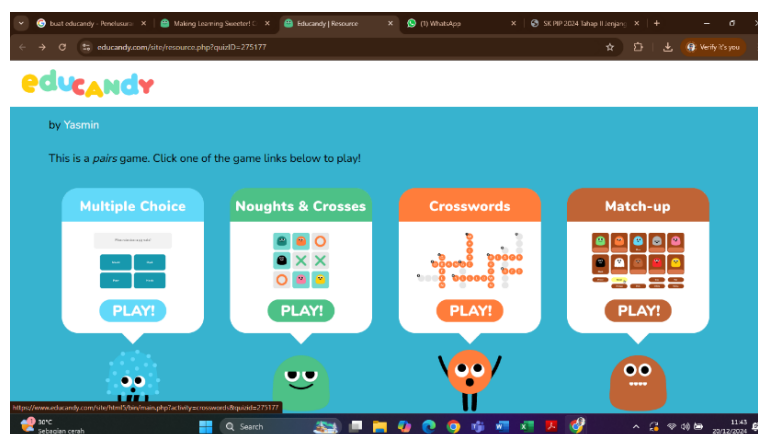 buat educandy - Penelusuran
Making Learning Sweeter!
Educandy | Resource
(1) WhatsApp
SK PIP 2024 Tahap II Jenjang
educandy.com/site/resource.php?quizID=275177
Verify it's you
educandy
by Yasmin
This is a pairs game. Click one of the game links below to play!
Multiple Choice
Noughts & Crosses
Crosswords
Match-up
PLAY!
PLAY!
PLAY!
PLAY!
https://www.educandy.com/site/html5/bin/main.php?activity=crosswords&quizid=275177
30°C
Sebagian cerah
Search
11:43
20/12/2024